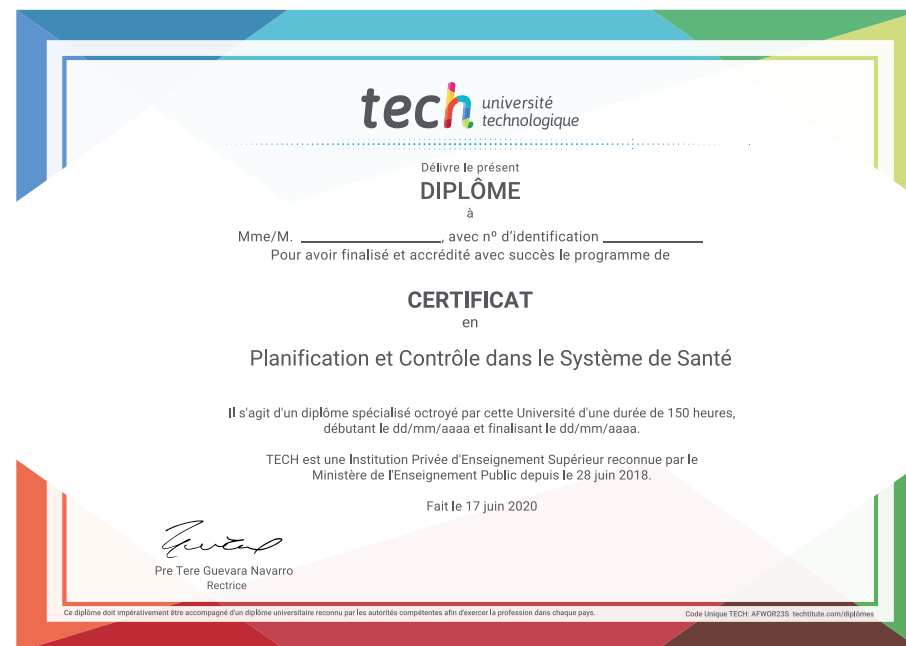 tech université
technologique
Délivre le présent
DIPLÔME
à
Mme/M. ____________________, avec nº d'identification ______________
Pour avoir finalisé et accrédité avec succès le programme de
CERTIFICAT
en
Planification et Contrôle dans le Système de Santé
Il s'agit d'un diplôme spécialisé octroyé par cette Université d'une durée de 150 heures,
débutant le dd/mm/aaaa et finalisant le dd/mm/aaaa.
TECH est une Institution Privée d'Enseignement Supérieur reconnue par le
Ministère de l'Enseignement Public depuis le 28 juin 2018.
Fait le 17 juin 2020
Pre Tere Guevara Navarro
Rectrice
Ce diplôme doit impérativement être accompagné d'un diplôme universitaire reconnu par les autorités compétentes afin d'exercer la profession dans chaque pays.
Code Unique TECH: AFWOR23S techtitute.com/diplômes